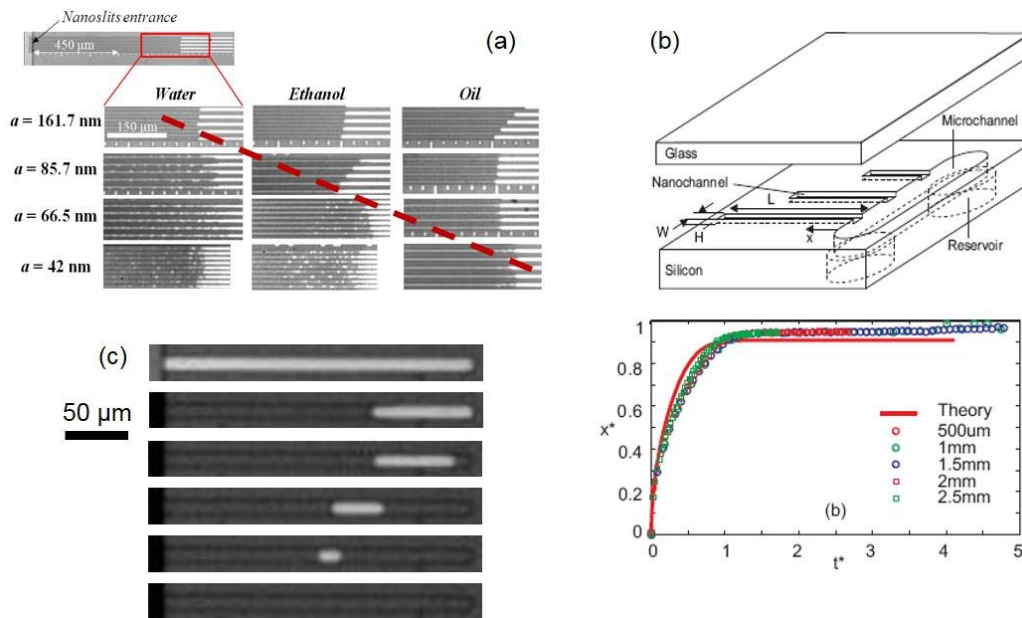 Nanoslits entrance
(a)
450 µm
Water Ethanol Oil
a = 161.7 nm
150 µm
a = 85.7 nm
a = 66.5 nm
a = 42 nm
(b)
Glass
Microchannel
Nanochannel
L
W
H
x
Reservoir
Silicon
(c)
50 µm
1
0.8
0.6
0.4
0.2
0
x*
Theory
500um
1mm
1.5mm
2mm
2.5mm
(b)
0 1 2 3 4 5
t*